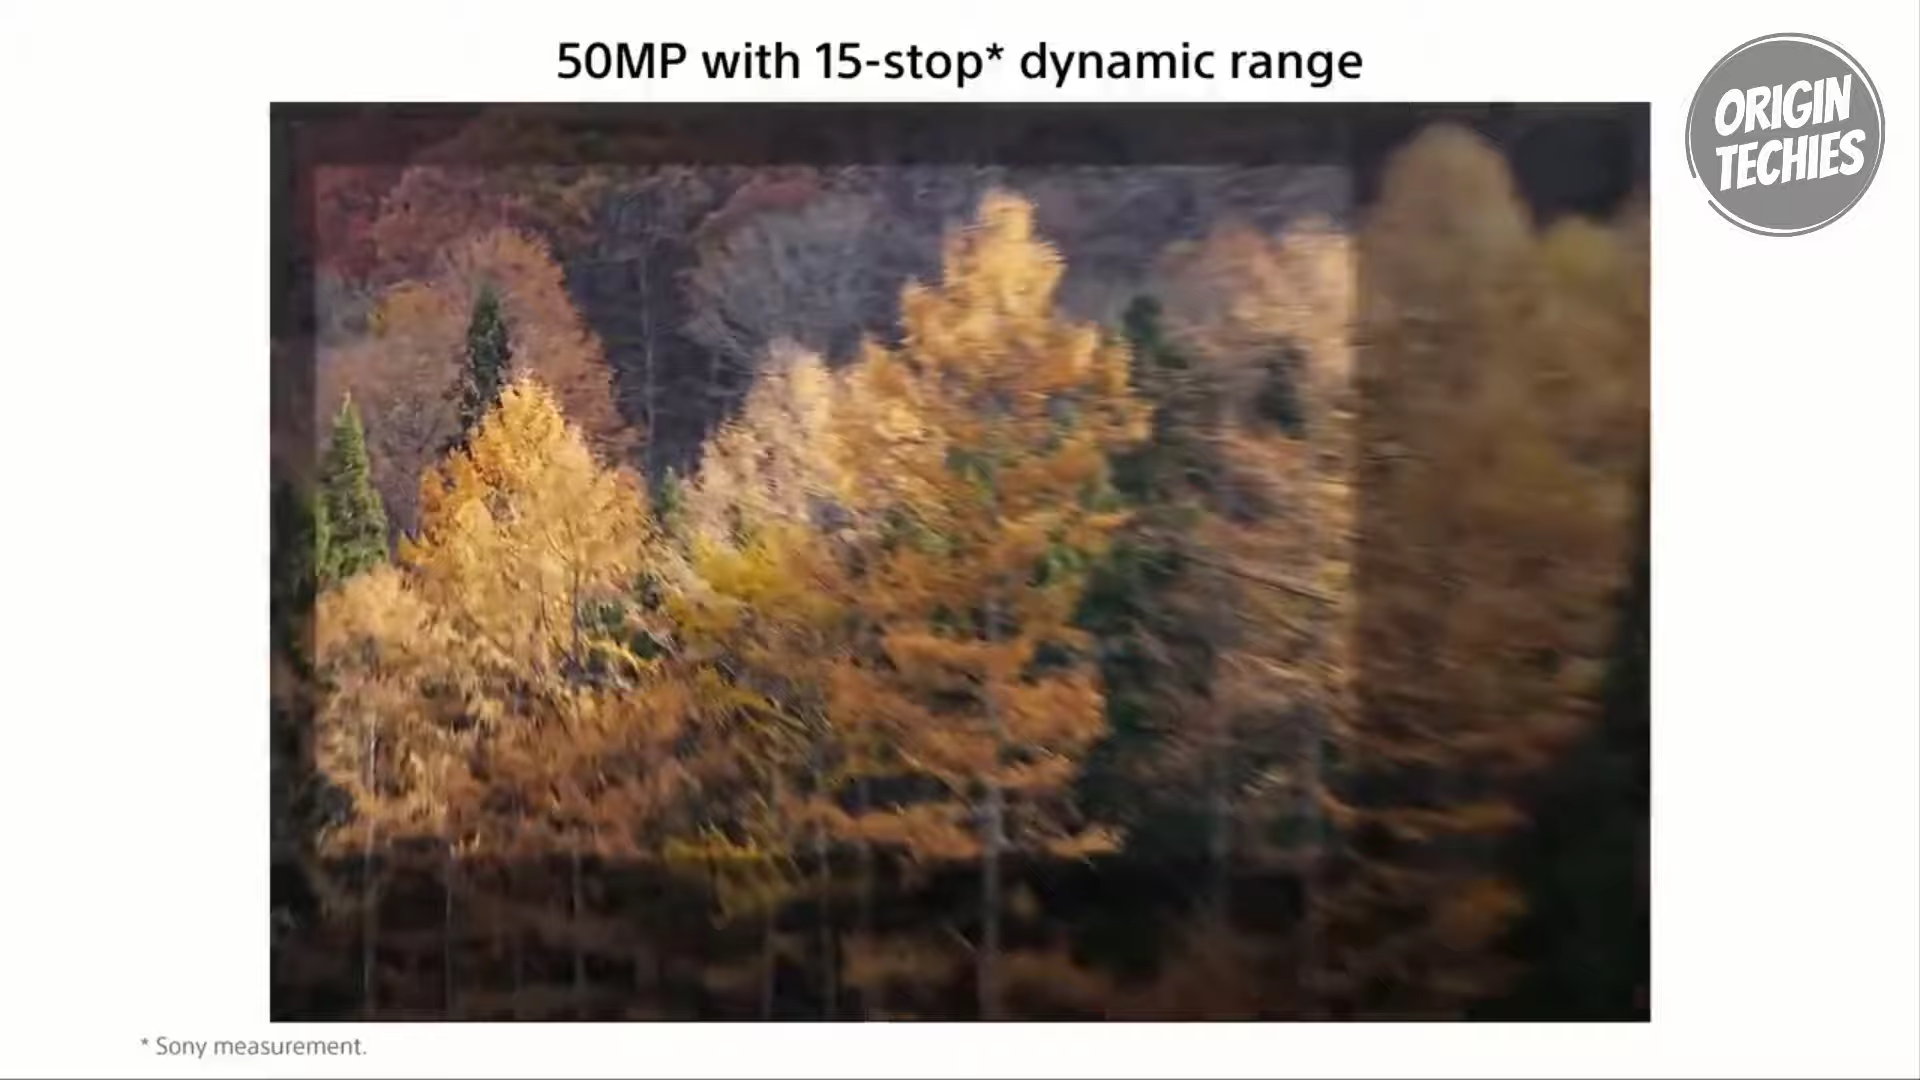 50MP with 15-stop* dynamic range
ORIGIN
TECHIES
* Sony measurement.